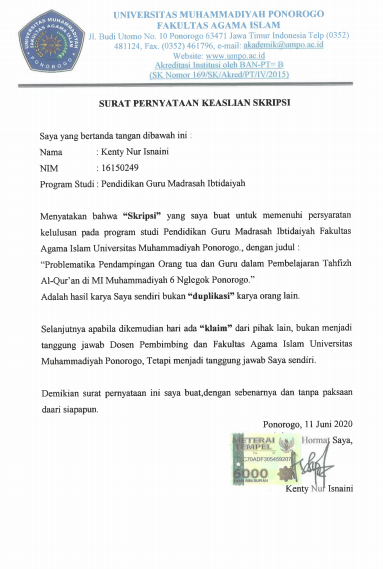 UNIVERSITAS MUHAMMADIYAH PONOROGO
FAKULTAS AGAMA ISLAM
Jl. Budi Utomo No. 10 Ponorogo 63471 Jawa Timur Indonesia Telp (0352)
481124, Fax. (0352) 461796, e-mail: akademik@umpo.ac.id
Website: www.umpo.ac.id
Akreditasi Institusi oleh BAN-PT= B
(SK Nomor 169/SK/Akred/PT/IV/2015)
SURAT PERNYATAAN KEASLIAN SKRIPSI
Saya yang bertanda tangan dibawah ini :
Nama : Kenty Nur Isnaini
NIM : 16150249
Program Studi : Pendidikan Guru Madrasah Ibtidaiyah
Menyatakan bahwa “Skripsi” yang saya buat untuk memenuhi persyaratan
kelulusan pada program studi Pendidikan Guru Madrasah Ibtidaiyah Fakultas
Agama Islam Universitas Muhammadiyah Ponorogo., dengan judul :
“Problematika Pendampingan Orang tua dan Guru dalam Pembelajaran Tahfizh
Al-Qur’an di MI Muhammadiyah 6 Nglegok Ponorogo.”
Adalah hasil karya Saya sendiri bukan “duplikasi” karya orang lain.
Selanjutnya apabila dikemudian hari ada “klaim” dari pihak lain, bukan menjadi
tanggung jawab Dosen Pembimbing dan Fakultas Agama Islam Universitas
Muhammadiyah Ponorogo, Tetapi menjadi tanggung jawab Saya sendiri.
Demikian surat pernyataan ini saya buat,dengan sebenarnya dan tanpa paksaan
daari siapapun.
Ponorogo, 11 Juni 2020
Hormat Saya,
METERAI
TEMPEL
6000
Kenty Nur Isnaini